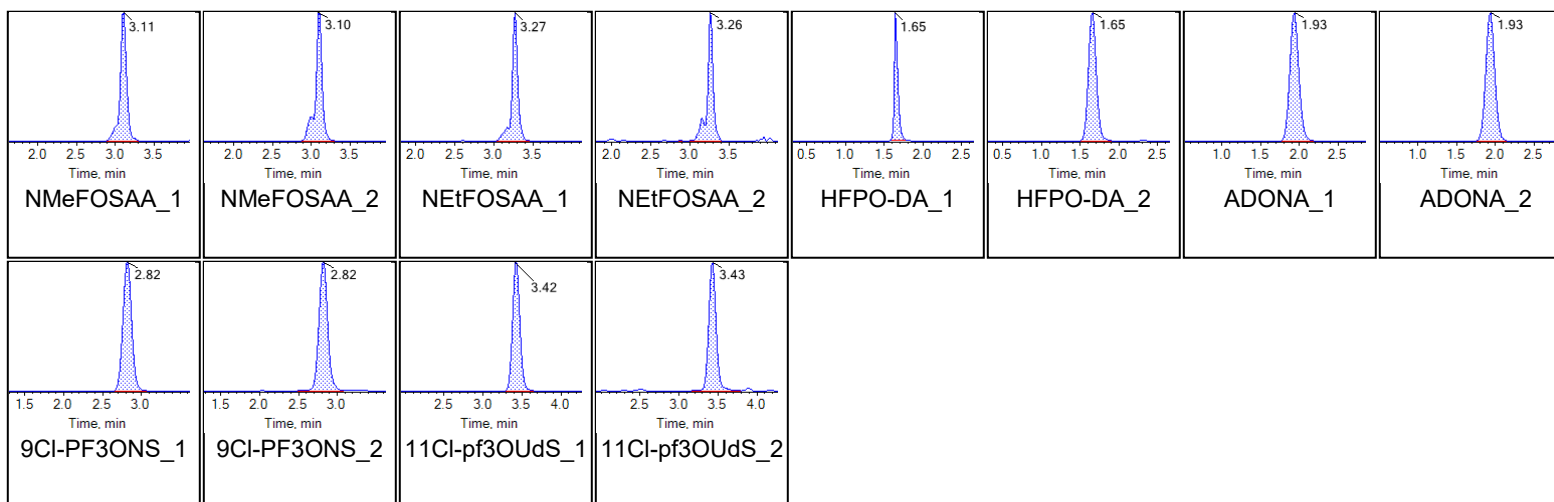 3.11 3.10 3.27 3.26 1.65 1.65 1.93 1.93
2.0 2.5 3.0 3.5 2.0 2.5 3.0 3.5 2.0 2.5 3.0 3.5 2.0 2.5 3.0 3.5 0.5 1.0 1.5 2.0 2.5 0.5 1.0 1.5 2.0 2.5 1.0 1.5 2.0 2.5 1.0 1.5 2.0 2.5
Time, min Time, min Time, min Time, min Time, min Time, min Time, min Time, min
NMeFOSAA_1 NMeFOSAA_2 NEtFOSAA_1 NEtFOSAA_2 HFPO-DA_1 HFPO-DA_2 ADONA_1 ADONA_2
2.82 2.82 3.42 3.43
1.5 2.0 2.5 3.0 1.5 2.0 2.5 3.0 2.5 3.0 3.5 4.0 2.5 3.0 3.5 4.0
Time, min Time, min Time, min Time, min
9Cl-PF3ONS_1 9Cl-PF3ONS_2 11Cl-pf3OUdS_1 11Cl-pf3OUdS_2